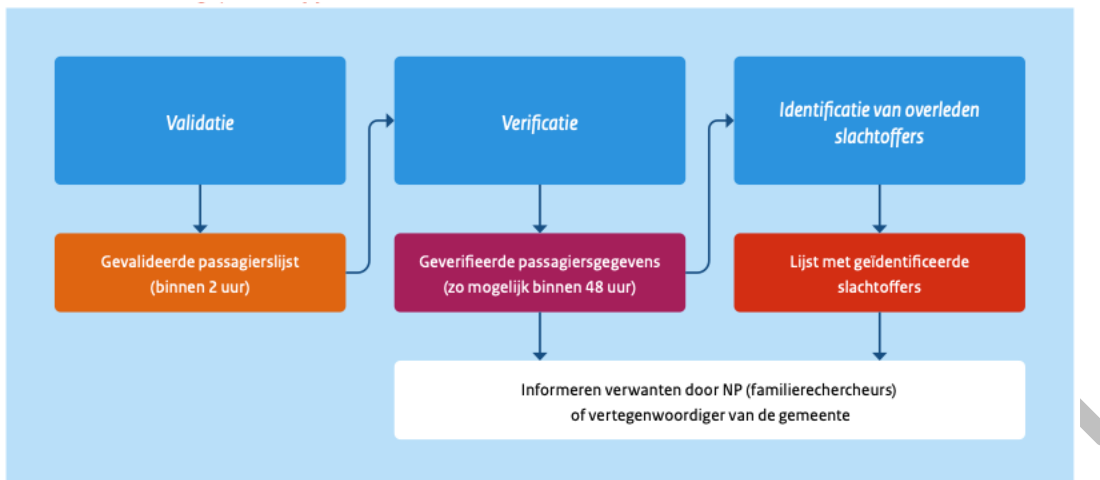 Validatie
Verificatie
Identificatie van overleden
slachtoffers
Gevalideerde passagierslijst
(binnen 2 uur)
Geverifieerde passagiersgegevens
(zo mogelijk binnen 48 uur)
Lijst met geïdentificeerde
slachtoffers
Informeren verwanten door NP (familierechercheurs)
of vertegenwoordiger van de gemeente